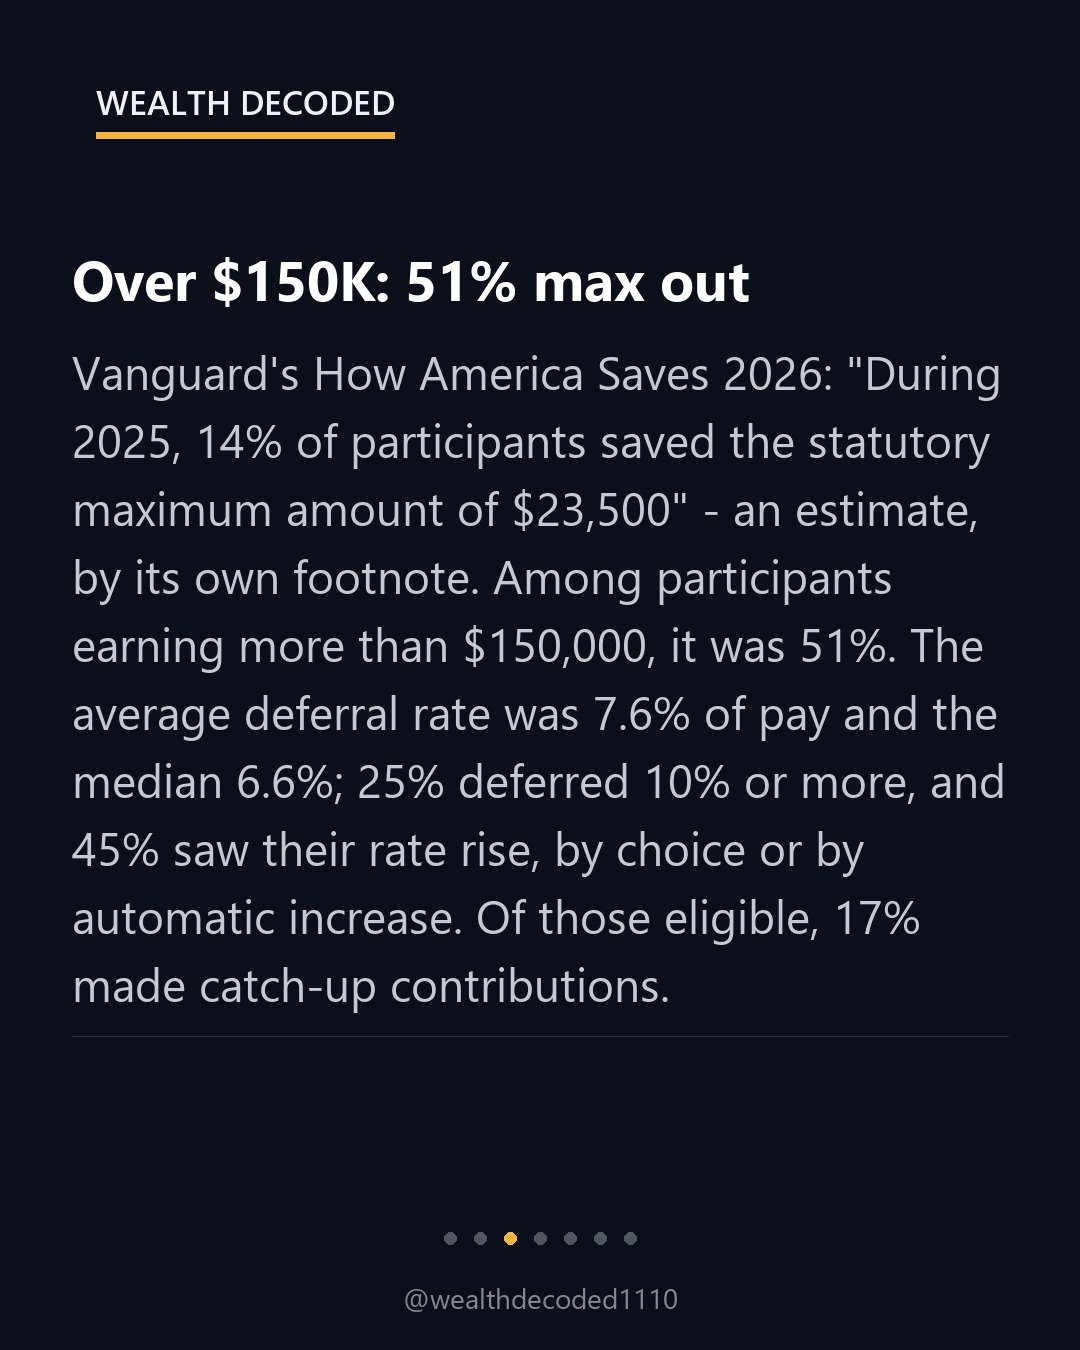 WEALTH DECODED
Over $150K: 51% max out
Vanguard's How America Saves 2026: "During
2025, 14% of participants saved the statutory
maximum amount of $23,500" - an estimate,
by its own footnote. Among participants
earning more than $150,000, it was 51%. The
average deferral rate was 7.6% of pay and the
median 6.6%; 25% deferred 10% or more, and
45% saw their rate rise, by choice or by
automatic increase. Of those eligible, 17%
made catch-up contributions.
@wealthdecoded1110